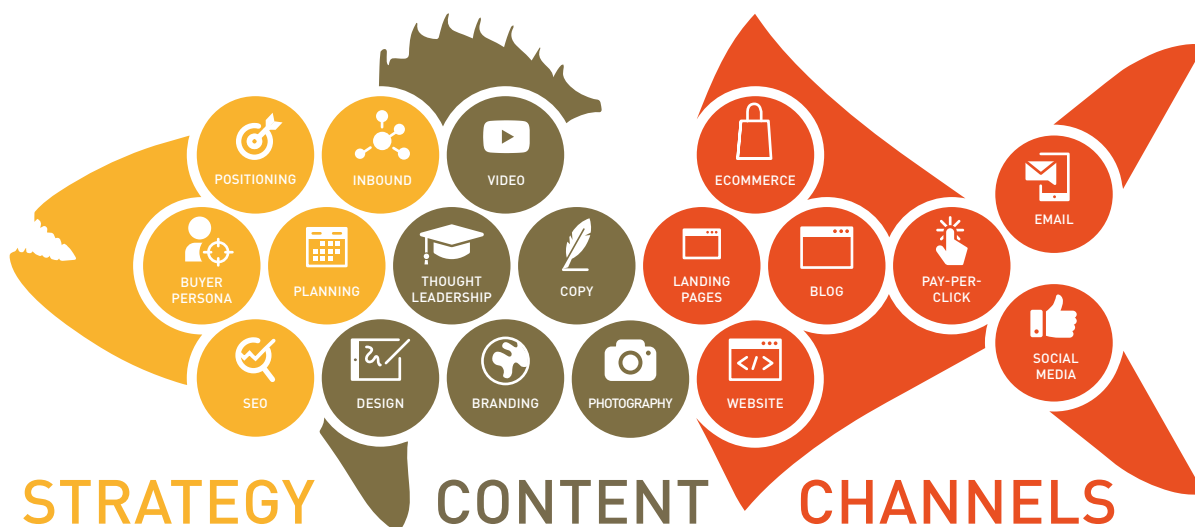 POSITIONING
INBOUND
VIDEO
ECOMMERCE
EMAIL
BUYER
PERSONA
PLANNING
THOUGHT
LEADERSHIP
COPY
LANDING
PAGES
BLOG
PAY-PER-
CLICK
SEO
DESIGN
BRANDING
PHOTOGRAPHY
</>
WEBSITE
SOCIAL
MEDIA
STRATEGY
CONTENT
CHANNELS